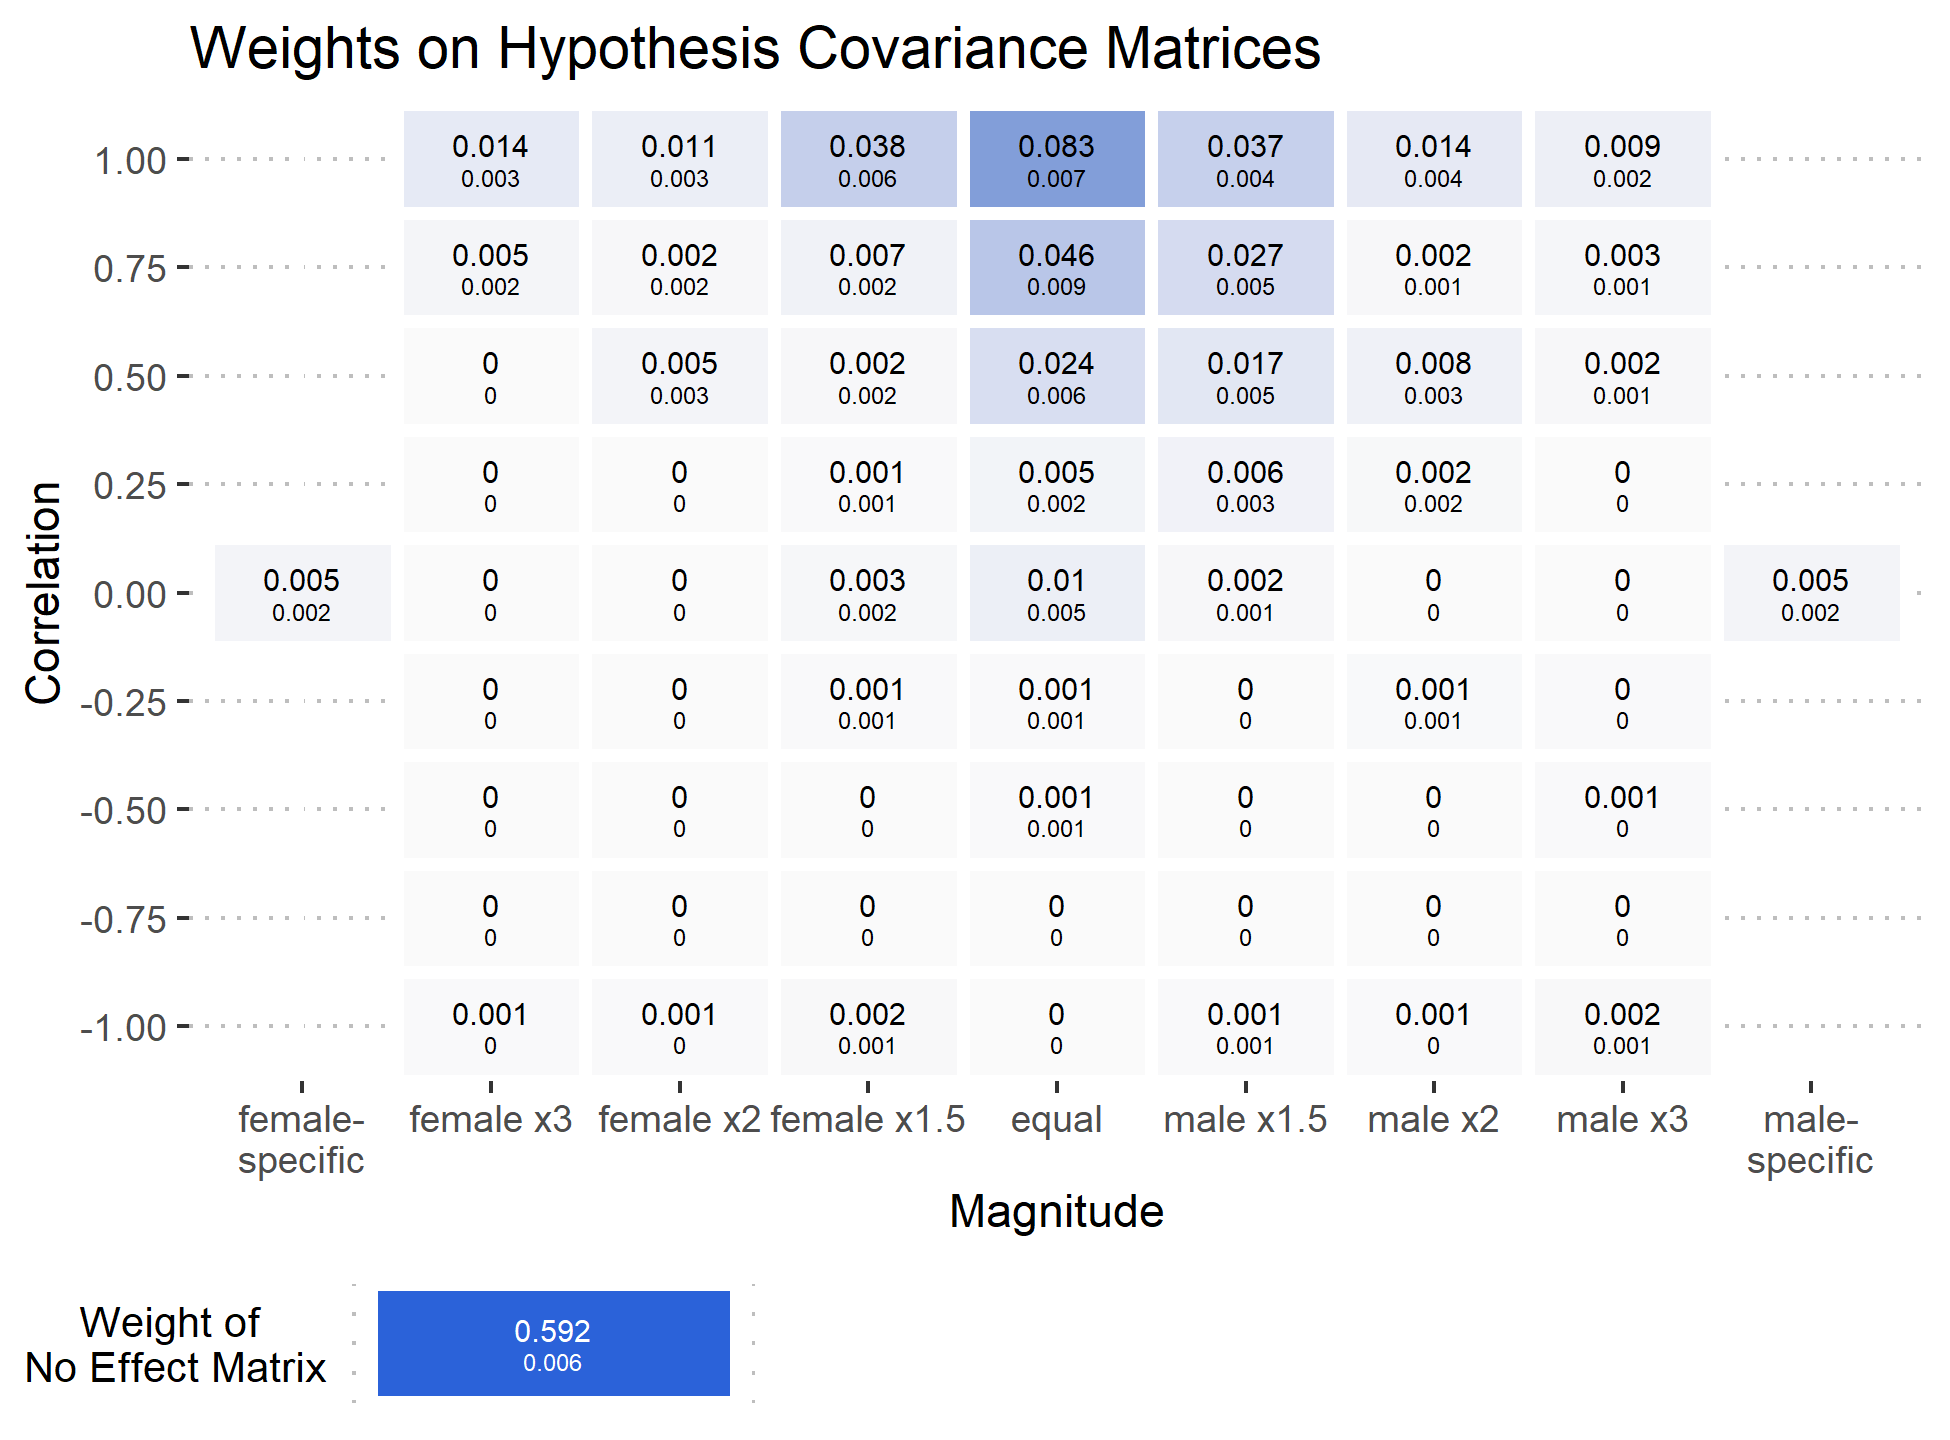 Weights on Hypothesis Covariance Matrices
Correlation
1.00 0.014 0.011 0.038 0.083 0.037 0.014 0.009
0.003 0.003 0.006 0.007 0.004 0.004 0.002
0.75 0.005 0.002 0.007 0.046 0.027 0.002 0.003
0.002 0.002 0.002 0.009 0.005 0.001 0.001
0.50 0 0.005 0.002 0.024 0.017 0.008 0.002
0 0.003 0.002 0.006 0.005 0.003 0.001
0.25 0 0 0.001 0.005 0.006 0.002 0
0 0 0.001 0.002 0.003 0.002 0
0.00 0.005 0 0 0.003 0.01 0.002 0 0 0.005
0.002 0 0 0.002 0.005 0.001 0 0 0.002
-0.25 0 0 0.001 0.001 0 0.001 0
0 0 0.001 0.001 0 0.001 0
-0.50 0 0 0 0.001 0 0 0.001
0 0 0 0.001 0 0 0
-0.75 0 0 0 0 0 0 0
0 0 0 0 0 0 0
-1.00 0.001 0.001 0.002 0 0.001 0.001 0.002
0 0 0.001 0 0.001 0 0.001
female- female x3 female x2 female x1.5 equal male x1.5 male x2 male x3 male-
specific specific
Magnitude
Weight of
No Effect Matrix
0.592
0.006